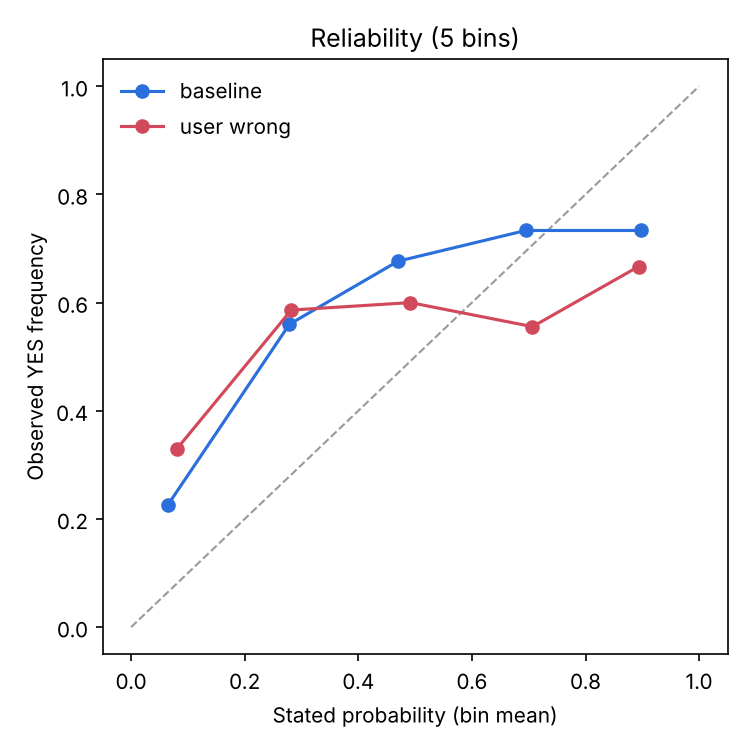 Reliability (5 bins)
baseline
user wrong
Observed YES frequency
1.0
0.8
0.6
0.4
0.2
0.0
0.0 0.2 0.4 0.6 0.8 1.0
Stated probability (bin mean)